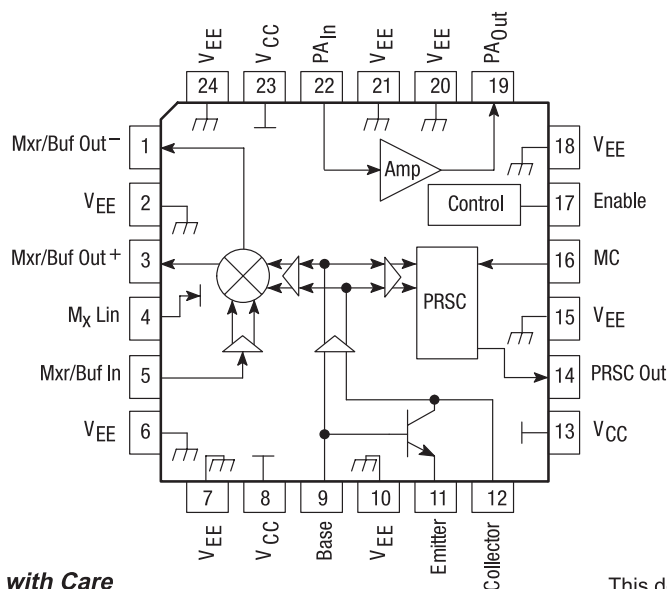 VEE
VCC
PAIn
VEE
VEE
PAOut
24
23
22
21
20
19
Mxr/Buf Out−
1
VEE
2
Mxr/Buf Out+
3
Mx Lin
4
Mxr/Buf In
5
VEE
6
Amp
Control
PRSC
18
VEE
17
Enable
16
MC
15
VEE
14
PRSC Out
13
VCC
7
8
9
10
11
12
VEE
VCC
Base
VEE
Emitter
Collector
with Care
This d